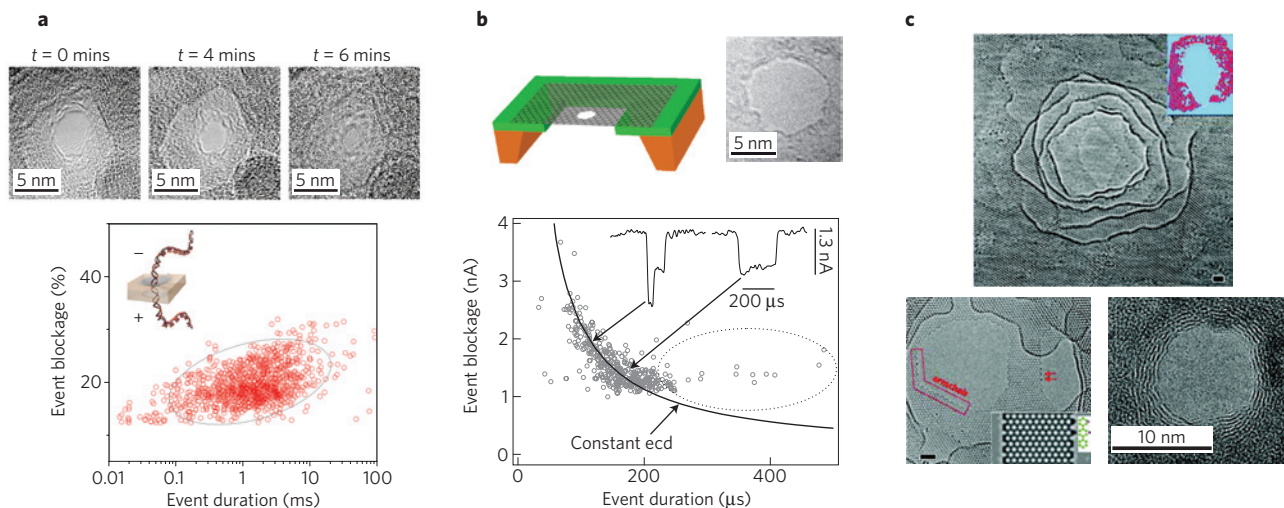 a
t = 0 mins
t = 4 mins
t = 6 mins
5 nm
5 nm
5 nm
Event blockage (%)
40
20
−
+
0.01
0.1
1
10
100
Event duration (ms)
b
5 nm
Event blockage (nA)
4
3
2
1
0
1.3 nA
200 μs
Constant ecd
0
200
400
Event duration (μs)
c
armchair
10 nm